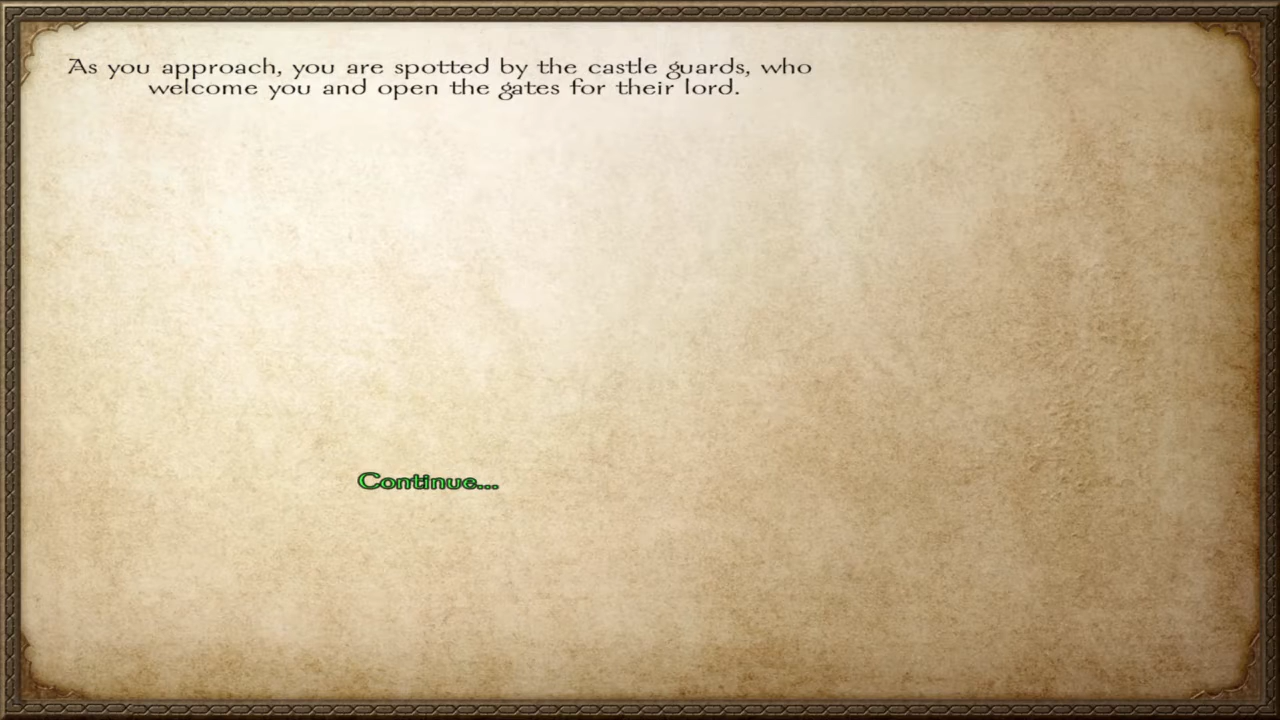 As you approach, you are spotted by the castle guards, who
welcome you and open the gates for their lord.
Continue...